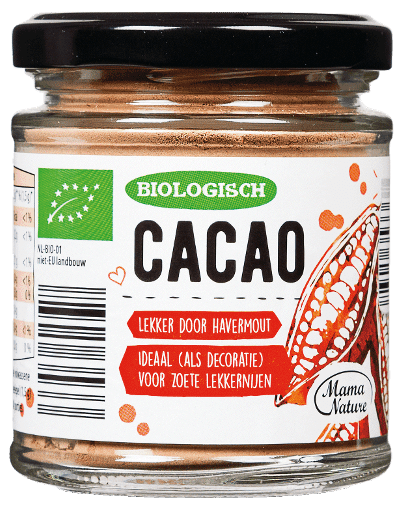 BIOLOGISCH
CACAO
NL-BIO-01
niet-EU landbouw
LEKKER DOOR HAVERMOUT
IDEAAL (ALS DECORATIE)
VOOR ZOETE LEKKERNIJEN
Mama
Nature